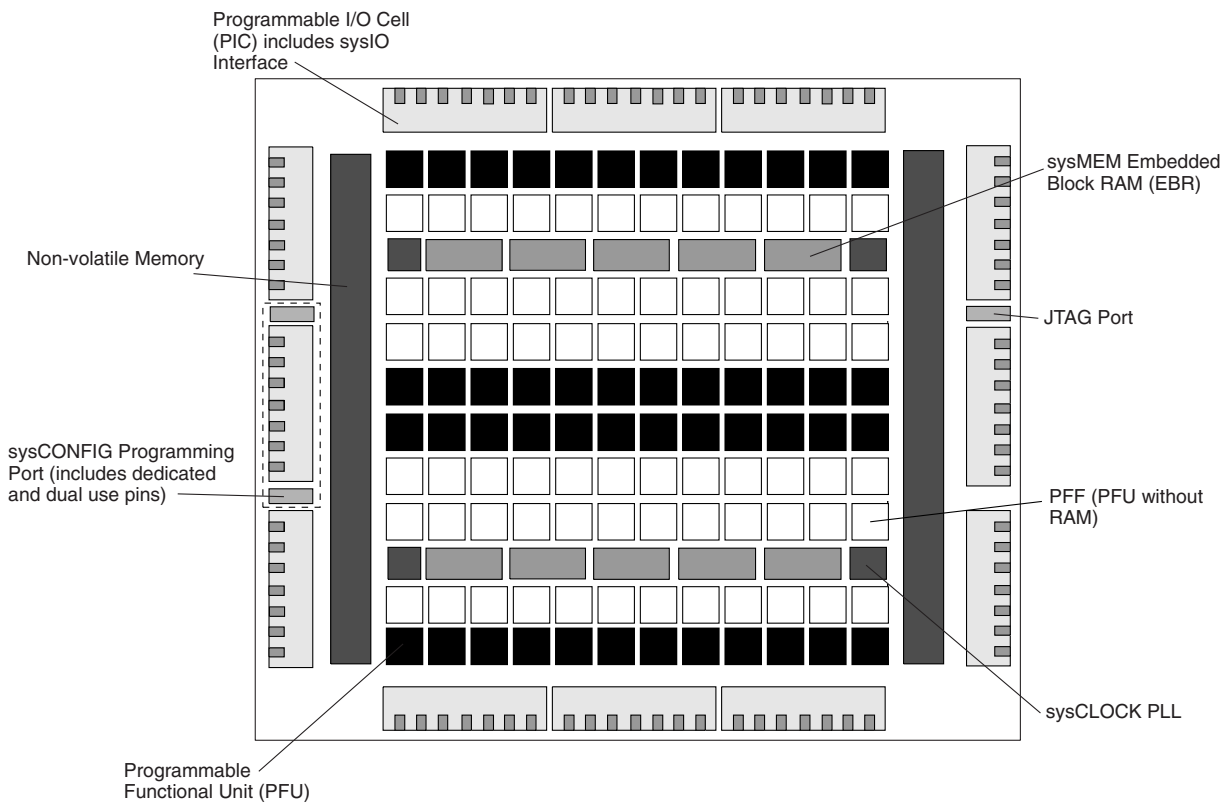 Programmable I/O Cell
(PIC) includes sysIO
Interface
sysMEM Embedded
Block RAM (EBR)
Non-volatile Memory
JTAG Port
sysCONFIG Programming
Port (includes dedicated
and dual use pins)
PFF (PFU without
RAM)
sysCLOCK PLL
Programmable
Functional Unit (PFU)